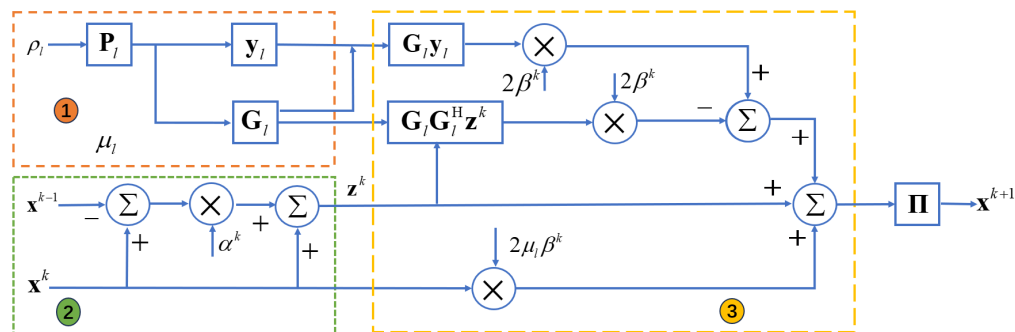 ρ_l P_l y_l G_l y_l × +
2β^k 2β^k
1 G_l G_l G_l^H z^k × − Σ +
μ_l
x^{k-1} − Σ × + Σ z^k + Σ Π x^{k+1}
+ α^k + 2μ_l β^k +
x^k ×
2 3